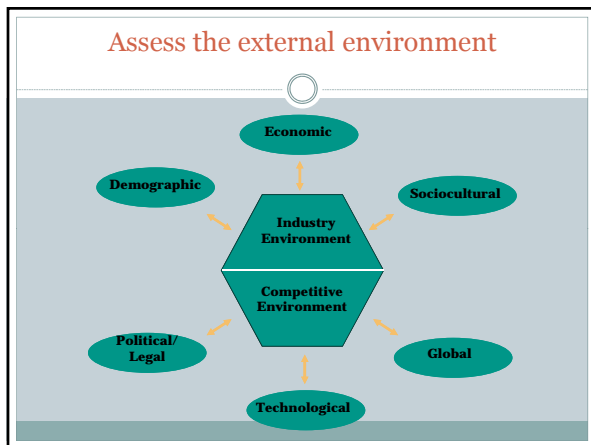 Assess the external environment
Economic
Demographic
Sociocultural
Industry
Environment
Competitive
Environment
Political/
Legal
Global
Technological